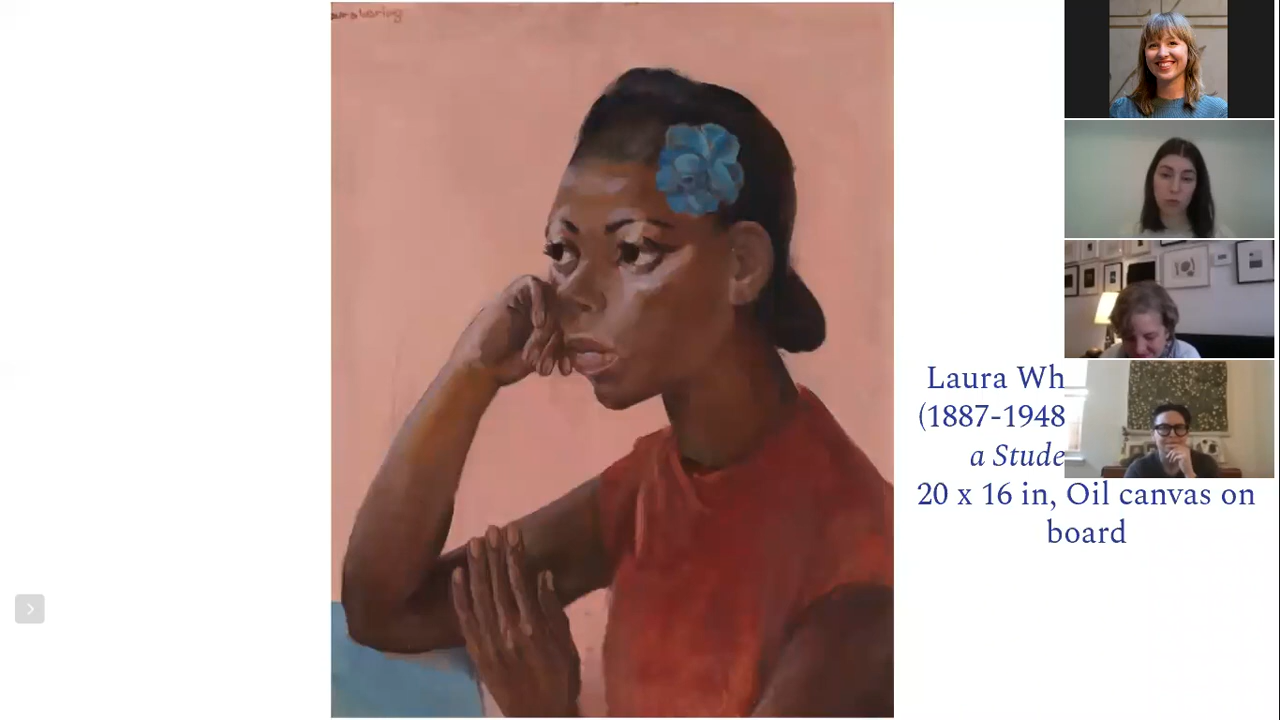 Laura Wh
(1887-1948
a Stude
20 x 16 in, Oil canvas on
board